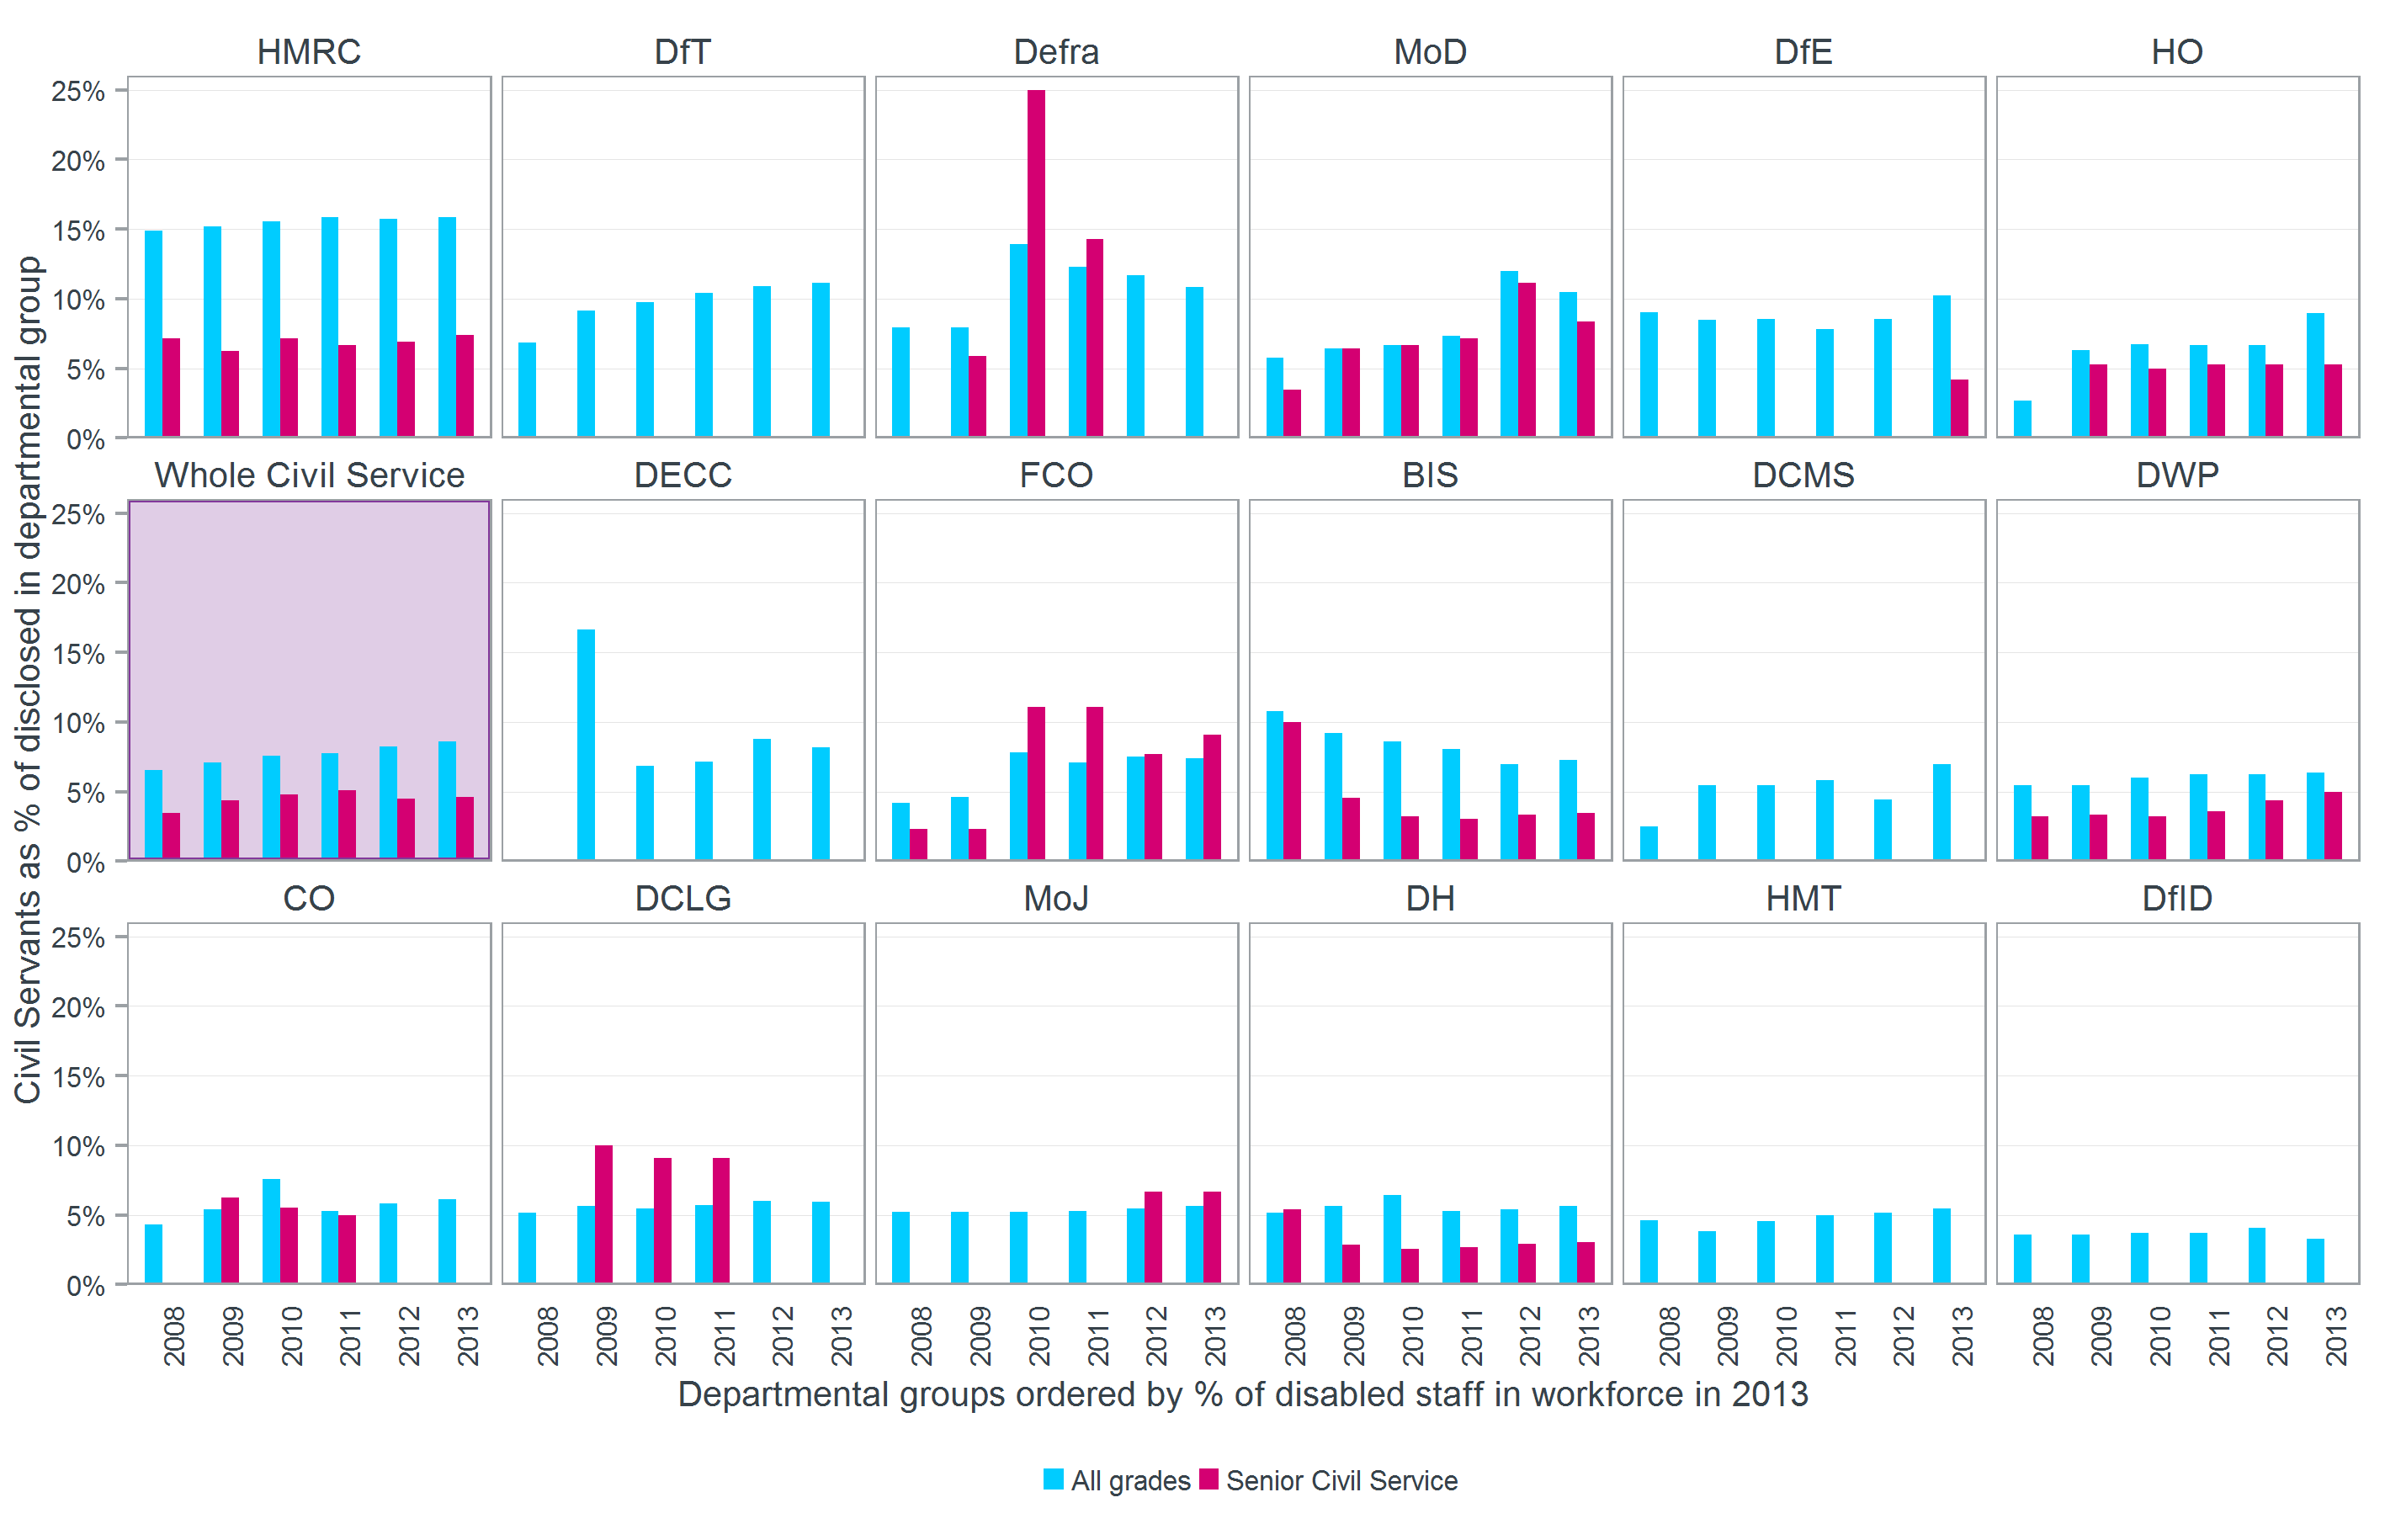 HMRC DfT Defra MoD DfE HO
25%
20%
15%
10%
5%
0%
Whole Civil Service DECC FCO BIS DCMS DWP
25%
20%
15%
10%
5%
0%
CO DCLG MoJ DH HMT DfID
25%
20%
15%
10%
5%
0%
Civil Servants as % of disclosed in departmental group
2008 2009 2010 2011 2012 2013 2008 2009 2010 2011 2012 2013 2008 2009 2010 2011 2012 2013 2008 2009 2010 2011 2012 2013 2008 2009 2010 2011 2012 2013 2008 2009 2010 2011 2012 2013
Departmental groups ordered by % of disabled staff in workforce in 2013
All grades Senior Civil Service